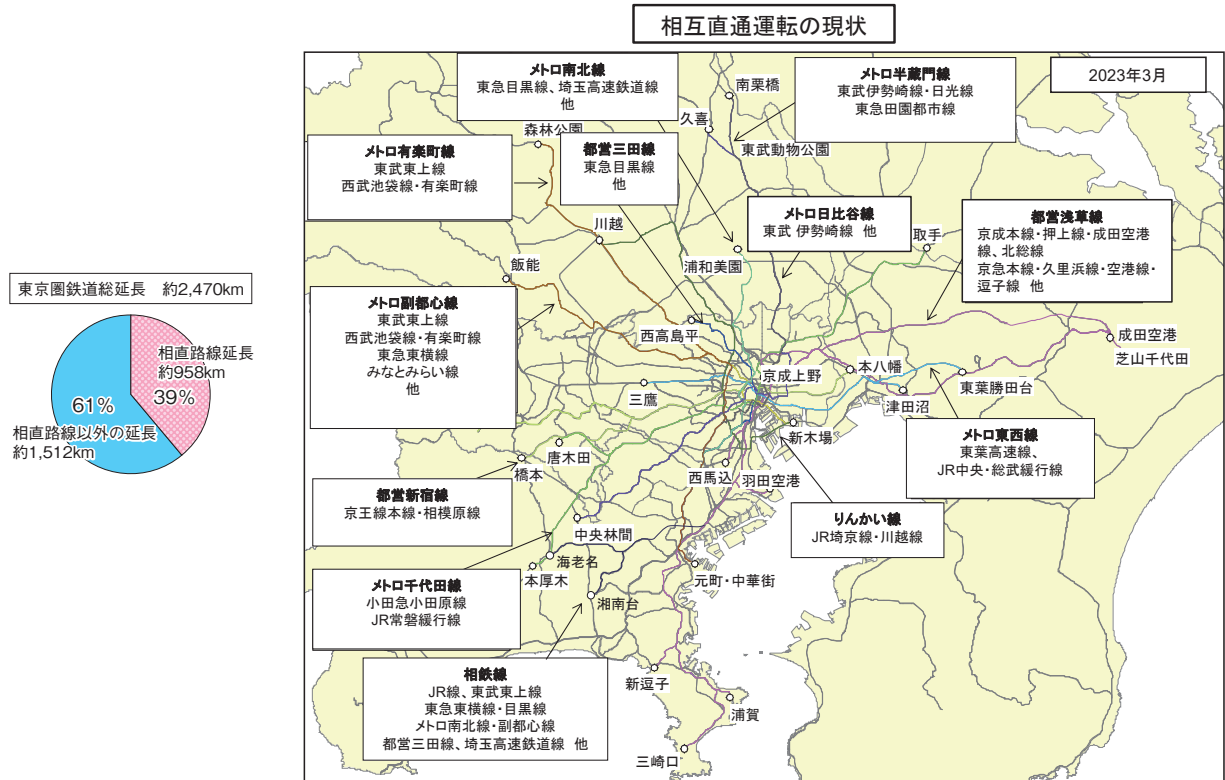 相互直通運転の現状
2023年3月
東京圏鉄道総延長　約2,470km
相直路線延長
約958km
39%
61%
相直路線以外の延長
約1,512km
メトロ南北線
東急目黒線、埼玉高速鉄道線
他
メトロ半蔵門線
東武伊勢崎線・日光線
東急田園都市線
メトロ有楽町線
東武東上線
西武池袋線・有楽町線
都営三田線
東急目黒線
他
メトロ日比谷線
東武 伊勢崎線 他
都営浅草線
京成本線・押上線・成田空港
線、北総線
京急本線・久里浜線・空港線・
逗子線 他
メトロ副都心線
東武東上線
西武池袋線・有楽町線
東急東横線
みなとみらい線
他
メトロ東西線
東葉高速線、
JR中央・総武緩行線
都営新宿線
京王線本線・相模原線
りんかい線
JR埼京線・川越線
メトロ千代田線
小田急小田原線
JR常磐緩行線
相鉄線
JR線、東武東上線
東急東横線・目黒線
メトロ南北線・副都心線
都営三田線、埼玉高速鉄道線 他
南栗橋
久喜
森林公園
東武動物公園
川越
取手
浦和美園
飯能
西高島平
成田空港
芝山千代田
京成上野
本八幡
東葉勝田台
三鷹
津田沼
新木場
唐木田
橋本
西馬込
羽田空港
中央林間
海老名
本厚木
元町・中華街
湘南台
新逗子
浦賀
三崎口